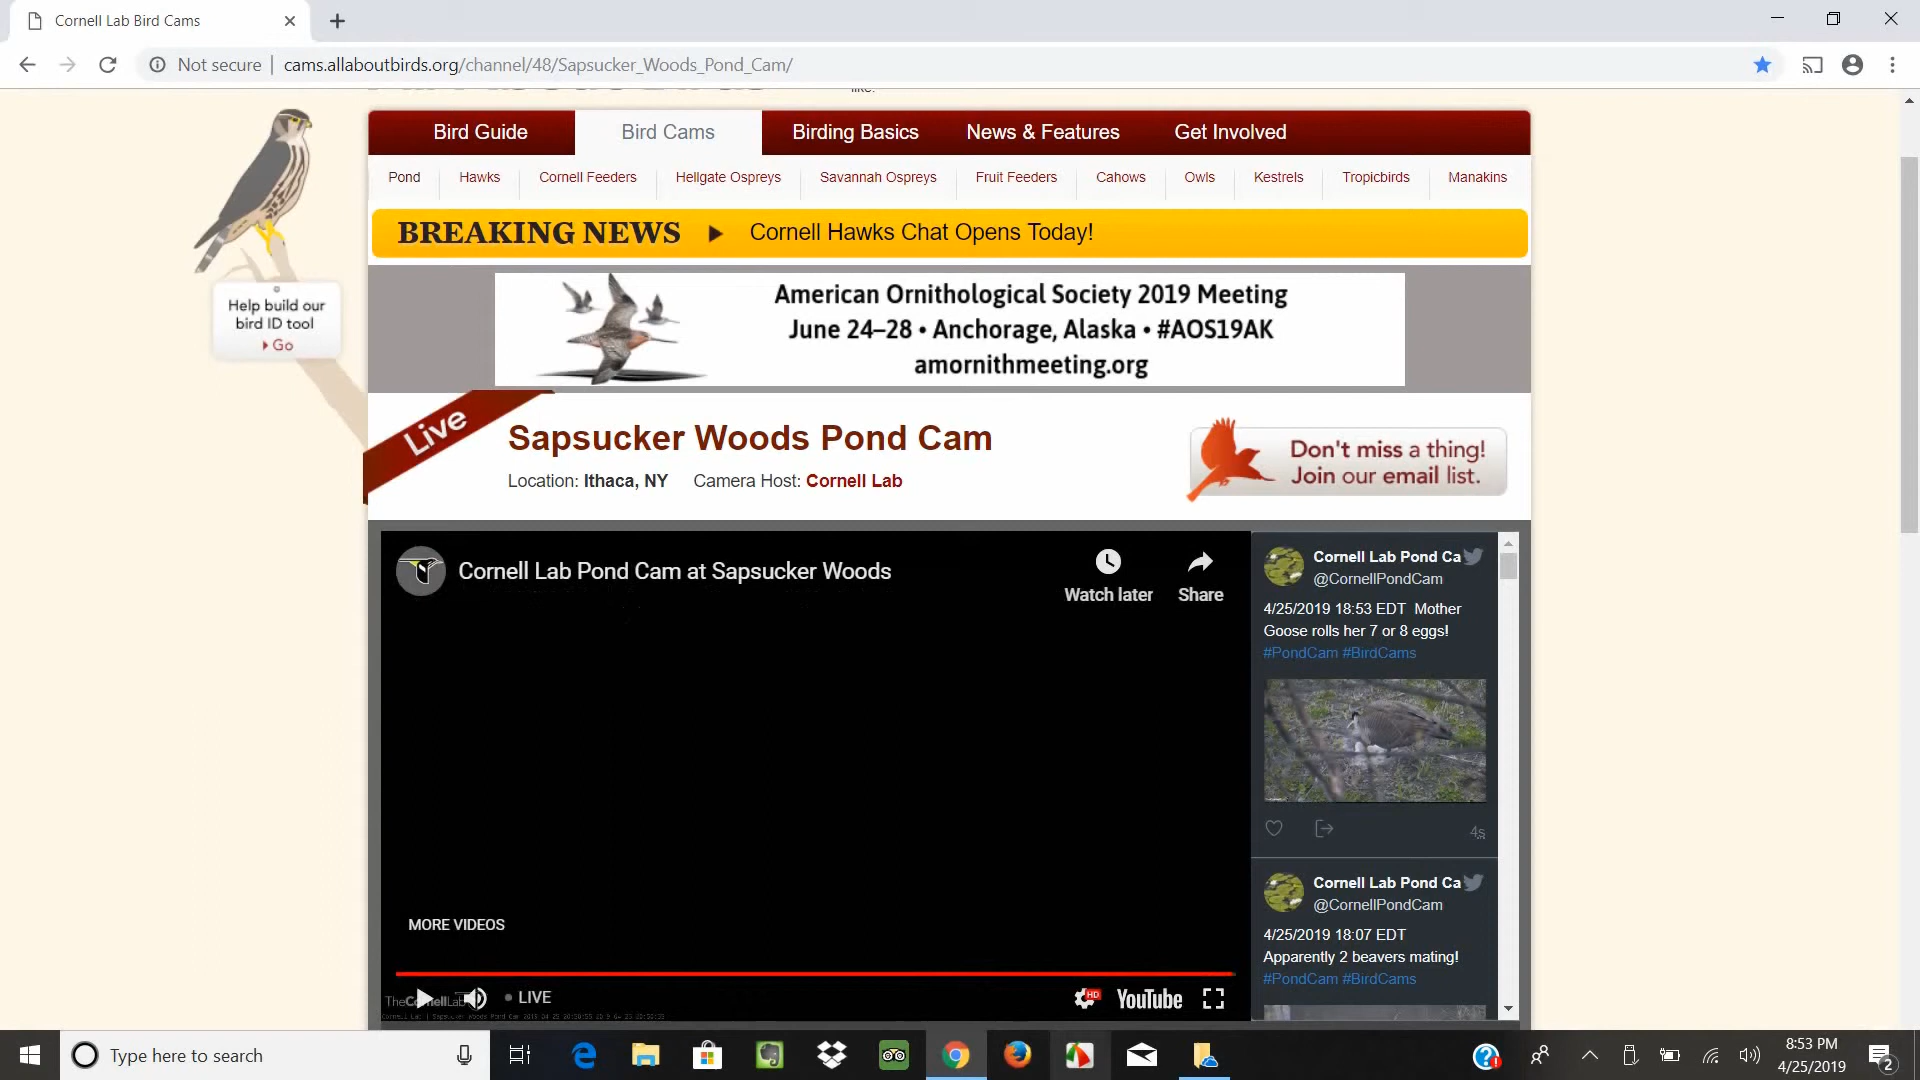 Cornell Lab Bird Cams
Not secure | cams.allaboutbirds.org/channel/48/Sapsucker_Woods_Pond_Cam/
like.
Bird Guide
Bird Cams
Birding Basics
News & Features
Get Involved
Pond
Hawks
Cornell Feeders
Hellgate Ospreys
Savannah Ospreys
Fruit Feeders
Cahows
Owls
Kestrels
Tropicbirds
Manakins
BREAKING NEWS
Cornell Hawks Chat Opens Today!
Help build our
bird ID tool
Go
American Ornithological Society 2019 Meeting
June 24–28 • Anchorage, Alaska • #AOS19AK
amornithmeeting.org
Live
Sapsucker Woods Pond Cam
Location: Ithaca, NY Camera Host: Cornell Lab
Don't miss a thing!
Join our email list.
Cornell Lab Pond Cam at Sapsucker Woods
Watch later
Share
MORE VIDEOS
TheCornellLab
• LIVE
HD
YouTube
Cornell Lab Pond Ca
@CornellPondCam
4/25/2019 18:53 EDT Mother
Goose rolls her 7 or 8 eggs!
#PondCam #BirdCams
4s
Cornell Lab Pond Ca
@CornellPondCam
4/25/2019 18:07 EDT
Apparently 2 beavers mating!
#PondCam #BirdCams
Type here to search
8:53 PM
4/25/2019
2